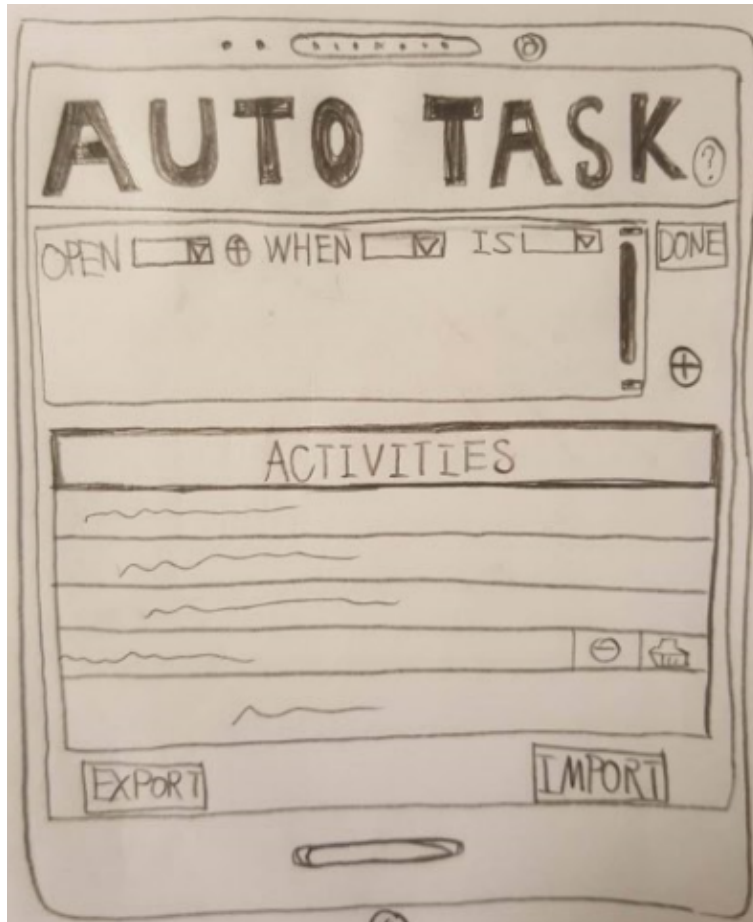 AUTO TASK ?
OPEN WHEN IS DONE
ACTIVITIES
EXPORT IMPORT